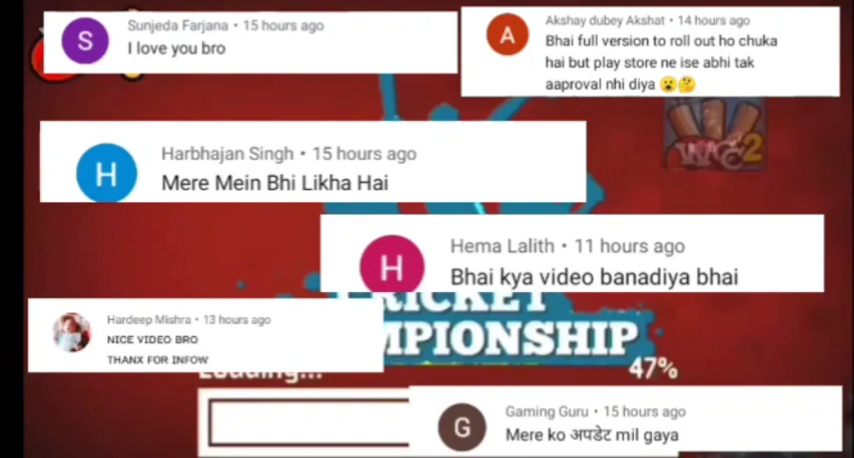 Sunjeda Farjana • 15 hours ago
I love you bro
Akshay dubey Akshat • 14 hours ago
Bhai full version to roll out ho chuka
hai but play store ne ise abhi tak
aaproval nhi diya 😮🤔
WCC2
Harbhajan Singh • 15 hours ago
Mere Mein Bhi Likha Hai
Hema Lalith • 11 hours ago
Bhai kya video banadiya bhai
CRICKET
Hardeep Mishra • 13 hours ago
NICE VIDEO BRO
THANX FOR INFOW
MPIONSHIP
Loading...
47%
Gaming Guru • 15 hours ago
Mere ko अपडेट mil gaya